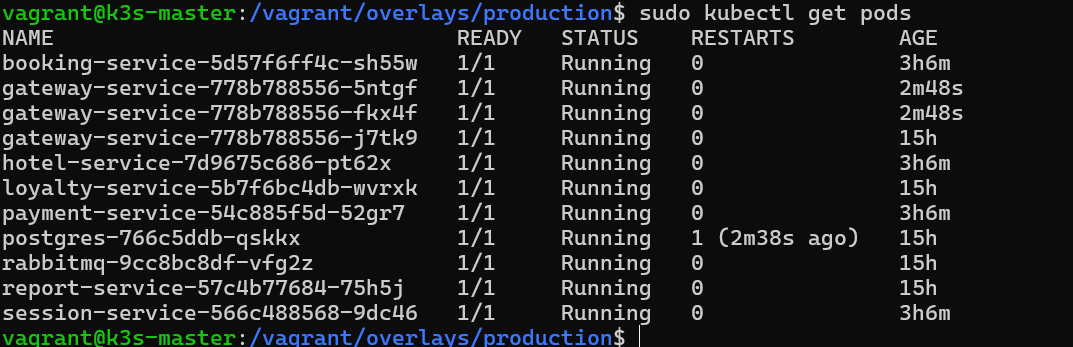 vagrant@k3s-master:/vagrant/overlays/production$ sudo kubectl get pods
NAME READY STATUS RESTARTS AGE
booking-service-5d57f6ff4c-sh55w 1/1 Running 0 3h6m
gateway-service-778b788556-5ntgf 1/1 Running 0 2m48s
gateway-service-778b788556-fkx4f 1/1 Running 0 2m48s
gateway-service-778b788556-j7tk9 1/1 Running 0 15h
hotel-service-7d9675c686-pt62x 1/1 Running 0 3h6m
loyalty-service-5b7f6bc4db-wvrxk 1/1 Running 0 15h
payment-service-54c885f5d-52gr7 1/1 Running 0 3h6m
postgres-766c5ddb-qskkx 1/1 Running 1 (2m38s ago) 15h
rabbitmq-9cc8bc8df-vfg2z 1/1 Running 0 15h
report-service-57c4b77684-75h5j 1/1 Running 0 15h
session-service-566c488568-9dc46 1/1 Running 0 3h6m
vagrant@k3s-master:/vagrant/overlays/production$